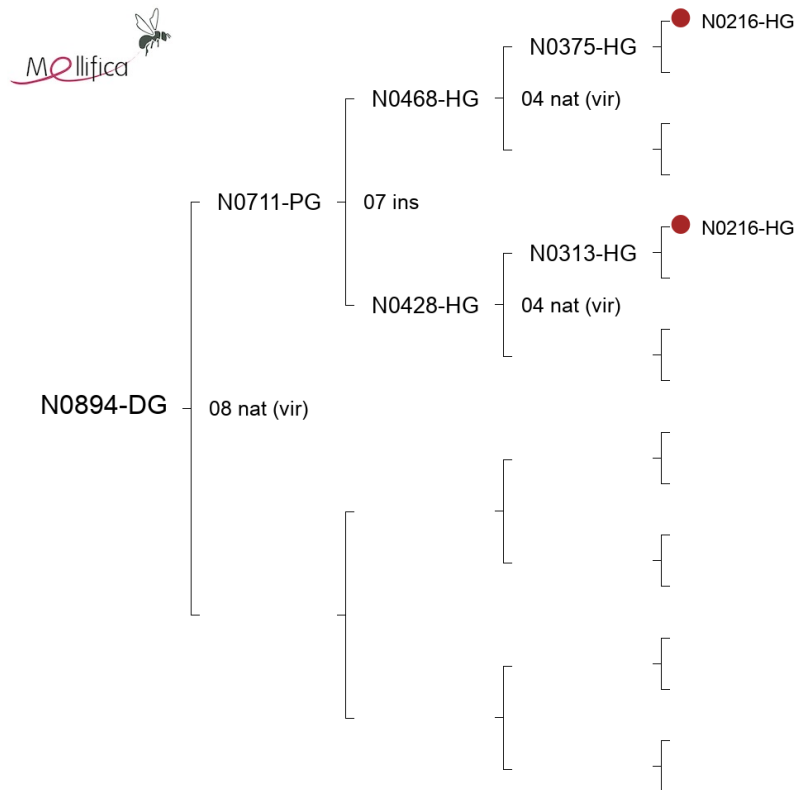 Mellifica
N0216-HG
N0375-HG
N0468-HG
04 nat (vir)
N0711-PG
07 ins
N0216-HG
N0313-HG
N0428-HG
04 nat (vir)
N0894-DG
08 nat (vir)